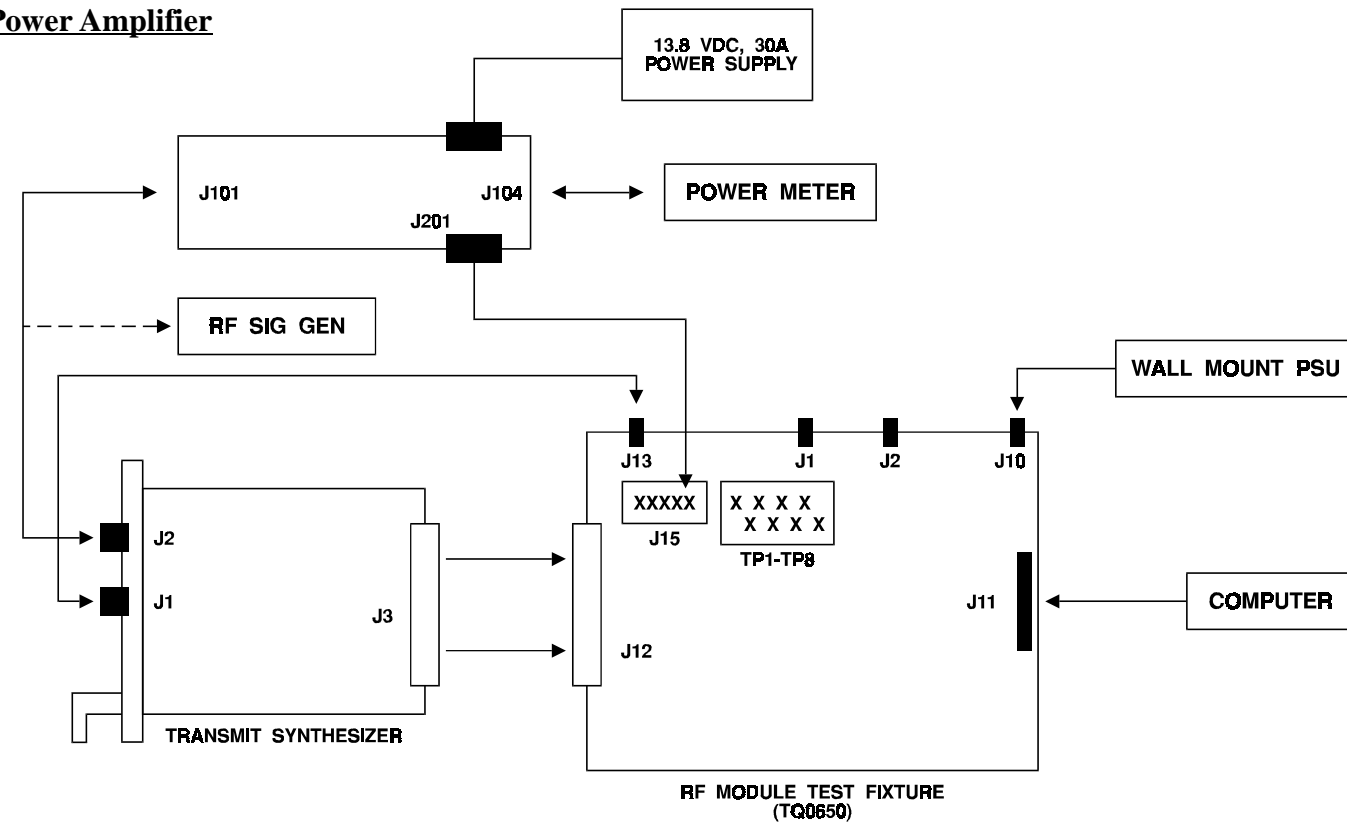 Power Amplifier
13.8 VDC, 30A
POWER SUPPLY
J101
J104
J201
POWER METER
RF SIG GEN
WALL MOUNT PSU
J13
J1
J2
J10
XXXXX
J15
X X X X
X X X X
TP1-TP8
J2
J1
J3
J12
J11
COMPUTER
TRANSMIT SYNTHESIZER
RF MODULE TEST FIXTURE
(TQ0650)